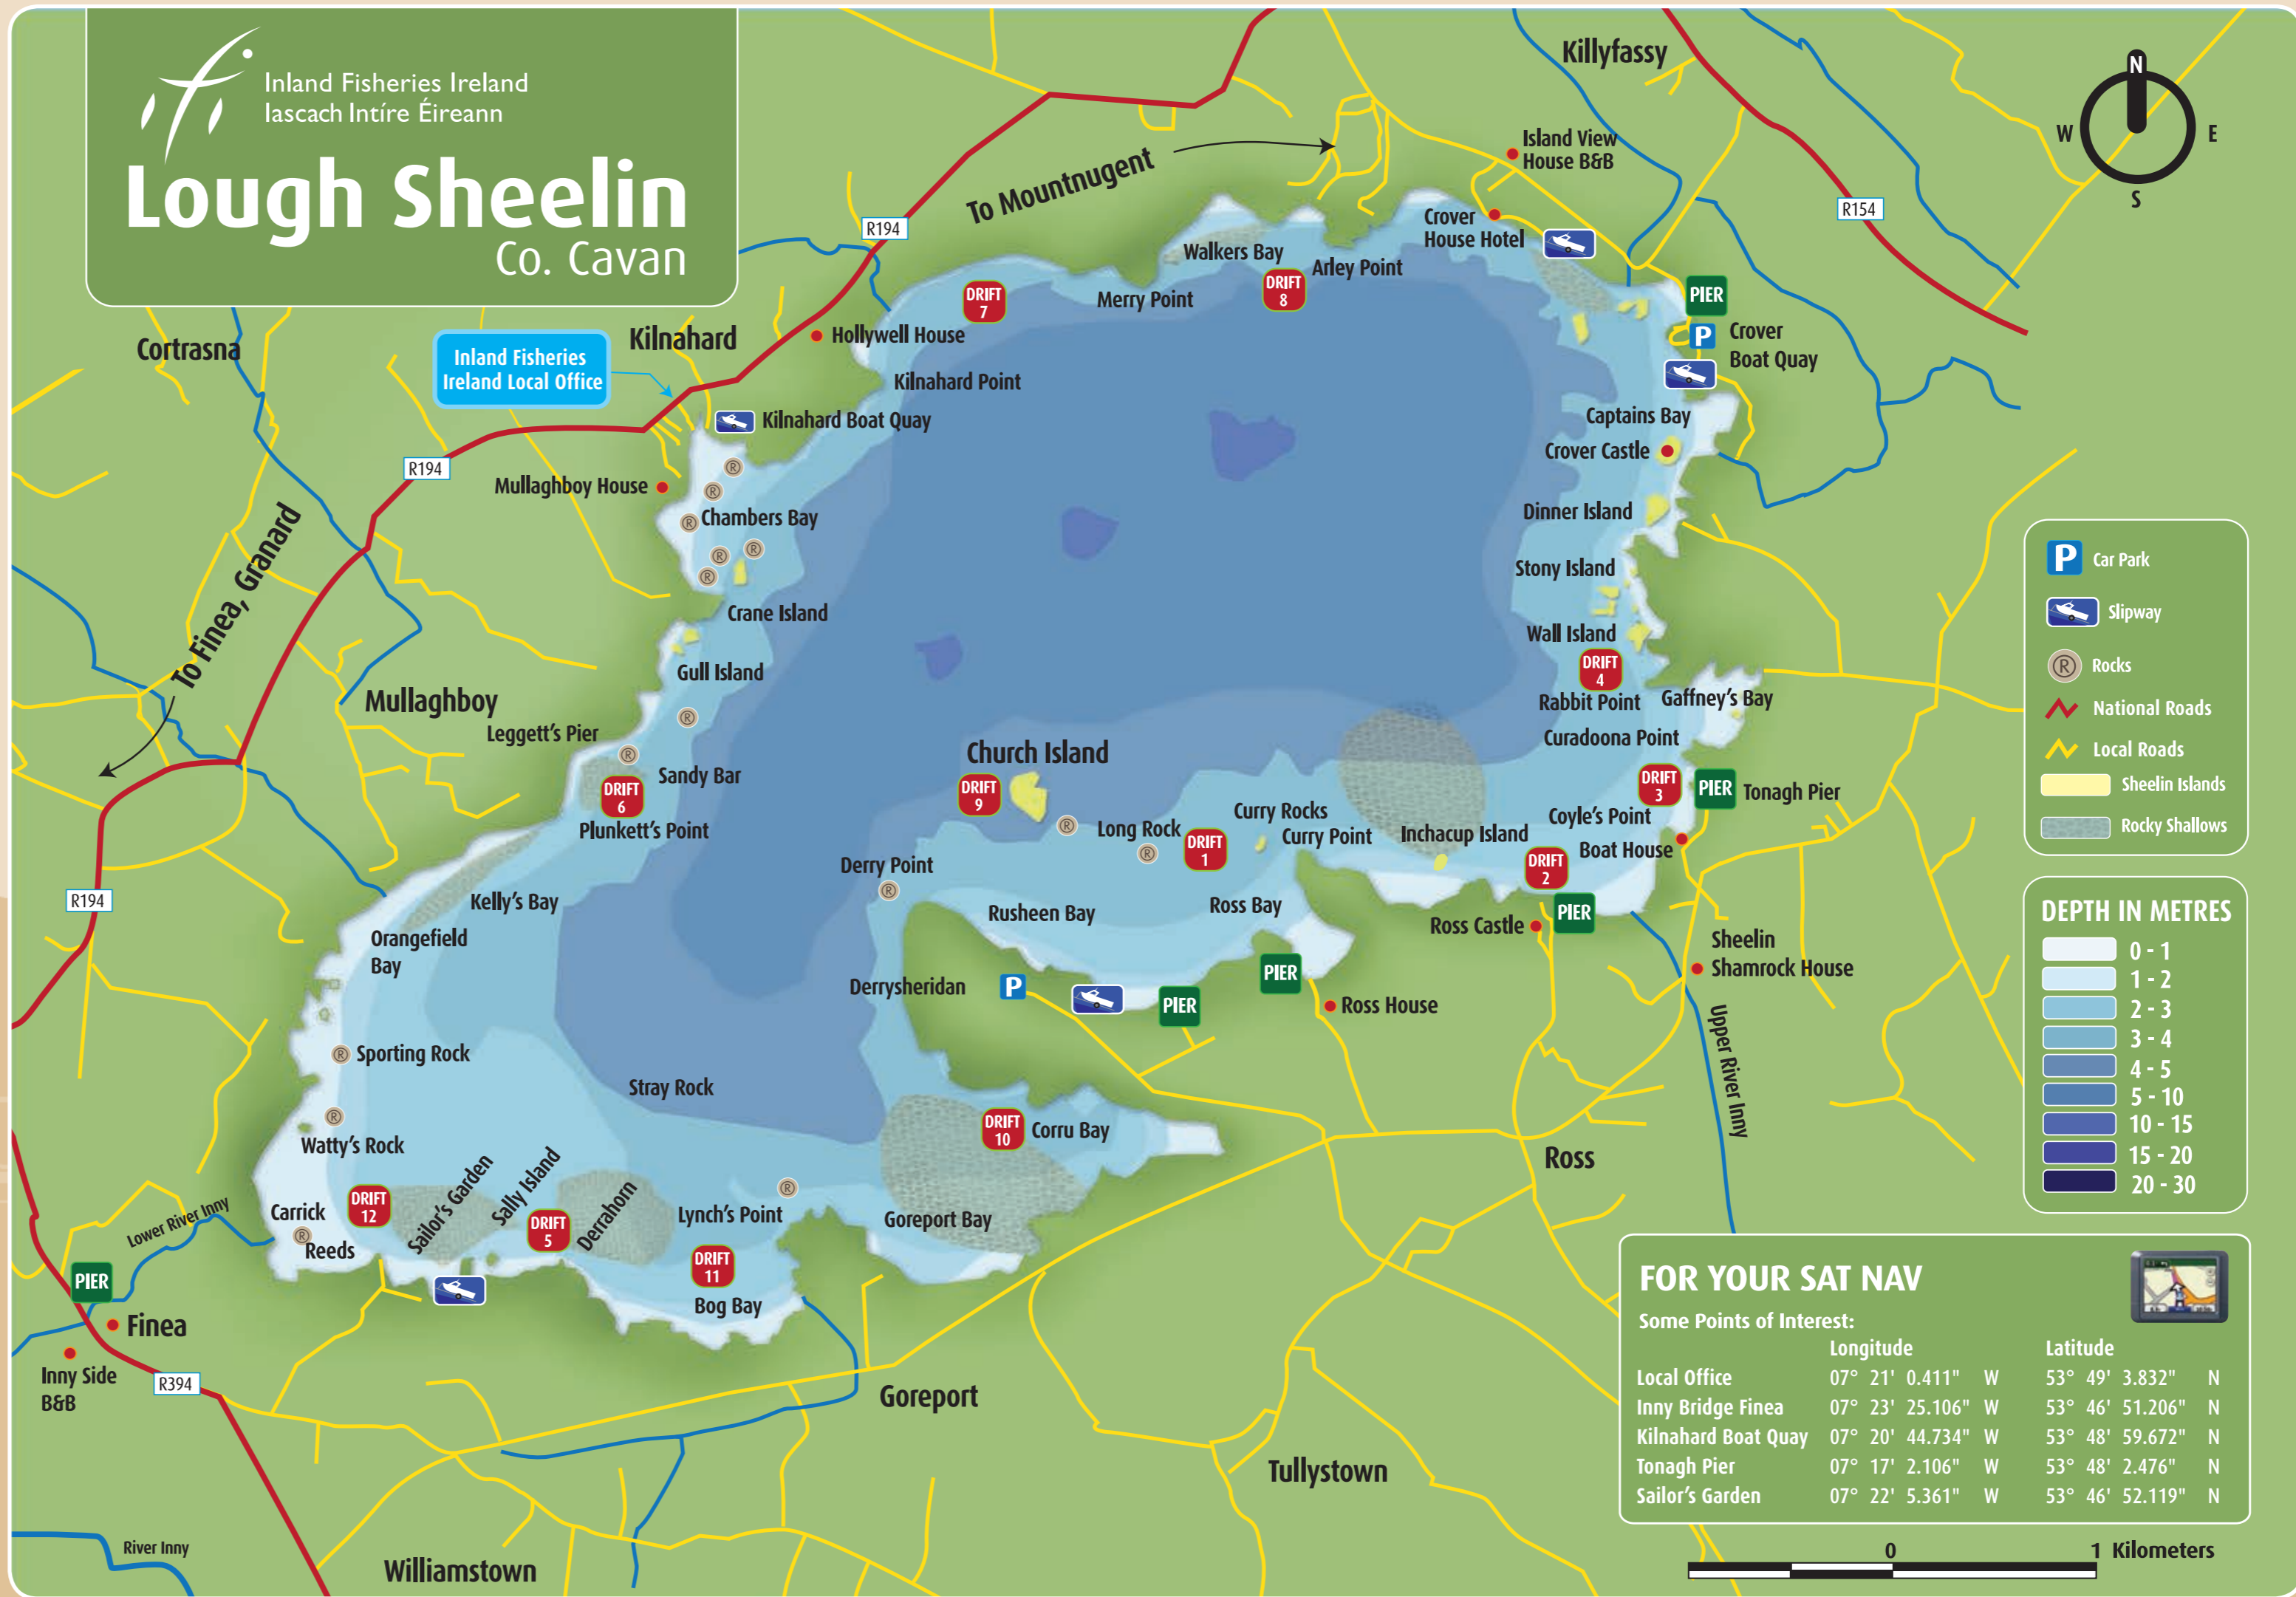 Inland Fisheries Ireland
Iascach Intíre Éireann
Lough Sheelin
Co. Cavan
Killyfassy
N
W
E
S
Island View
House B&B
To Mountnugent
R154
R194
Crover
House Hotel
Walkers Bay
Arley Point
DRIFT
8
DRIFT
7
Merry Point
PIER
P
Crover
Boat Quay
Cortrasna
Kilnahard
Hollywell House
Inland Fisheries
Ireland Local Office
Kilnahard Point
Kilnahard Boat Quay
Captains Bay
Crover Castle
R194
Mullaghboy House
R
R
R
Chambers Bay
R
R
R
Dinner Island
To Finea, Granard
Stony Island
Crane Island
Wall Island
Gull Island
DRIFT
4
Rabbit Point
Gaffney's Bay
Mullaghboy
R
Leggett's Pier
Curadoona Point
R
Sandy Bar
Church Island
DRIFT
9
DRIFT
6
DRIFT
3
PIER
Tonagh Pier
Plunkett's Point
R
Long Rock
R
DRIFT
1
Curry Rocks
Curry Point
Inchacup Island
Coyle's Point
Boat House
DRIFT
2
Derry Point
R
R194
Kelly's Bay
Rusheen Bay
Ross Bay
Ross Castle
PIER
Orangefield
Bay
Sheelin
Shamrock House
Derrysheridan
P
PIER
PIER
Ross House
Upper River Inny
R
Sporting Rock
Stray Rock
R
Watty's Rock
DRIFT
10
Corru Bay
Ross
Carrick
R
Reeds
DRIFT
12
Sailor's Garden
Sally Island
DRIFT
5
Derrahorn
Lynch's Point
R
Goreport Bay
DRIFT
11
Bog Bay
Lower River Inny
PIER
Finea
Inny Side
B&B
R394
Goreport
Tullystown
River Inny
Williamstown
P
Car Park
Slipway
R
Rocks
National Roads
Local Roads
Sheelin Islands
Rocky Shallows
DEPTH IN METRES
0 - 1
1 - 2
2 - 3
3 - 4
4 - 5
5 - 10
10 - 15
15 - 20
20 - 30
FOR YOUR SAT NAV
Some Points of Interest:
Longitude Latitude
Local Office 07° 21' 0.411" W 53° 49' 3.832" N
Inny Bridge Finea 07° 23' 25.106" W 53° 46' 51.206" N
Kilnahard Boat Quay 07° 20' 44.734" W 53° 48' 59.672" N
Tonagh Pier 07° 17' 2.106" W 53° 48' 2.476" N
Sailor's Garden 07° 22' 5.361" W 53° 46' 52.119" N
0 1 Kilometers